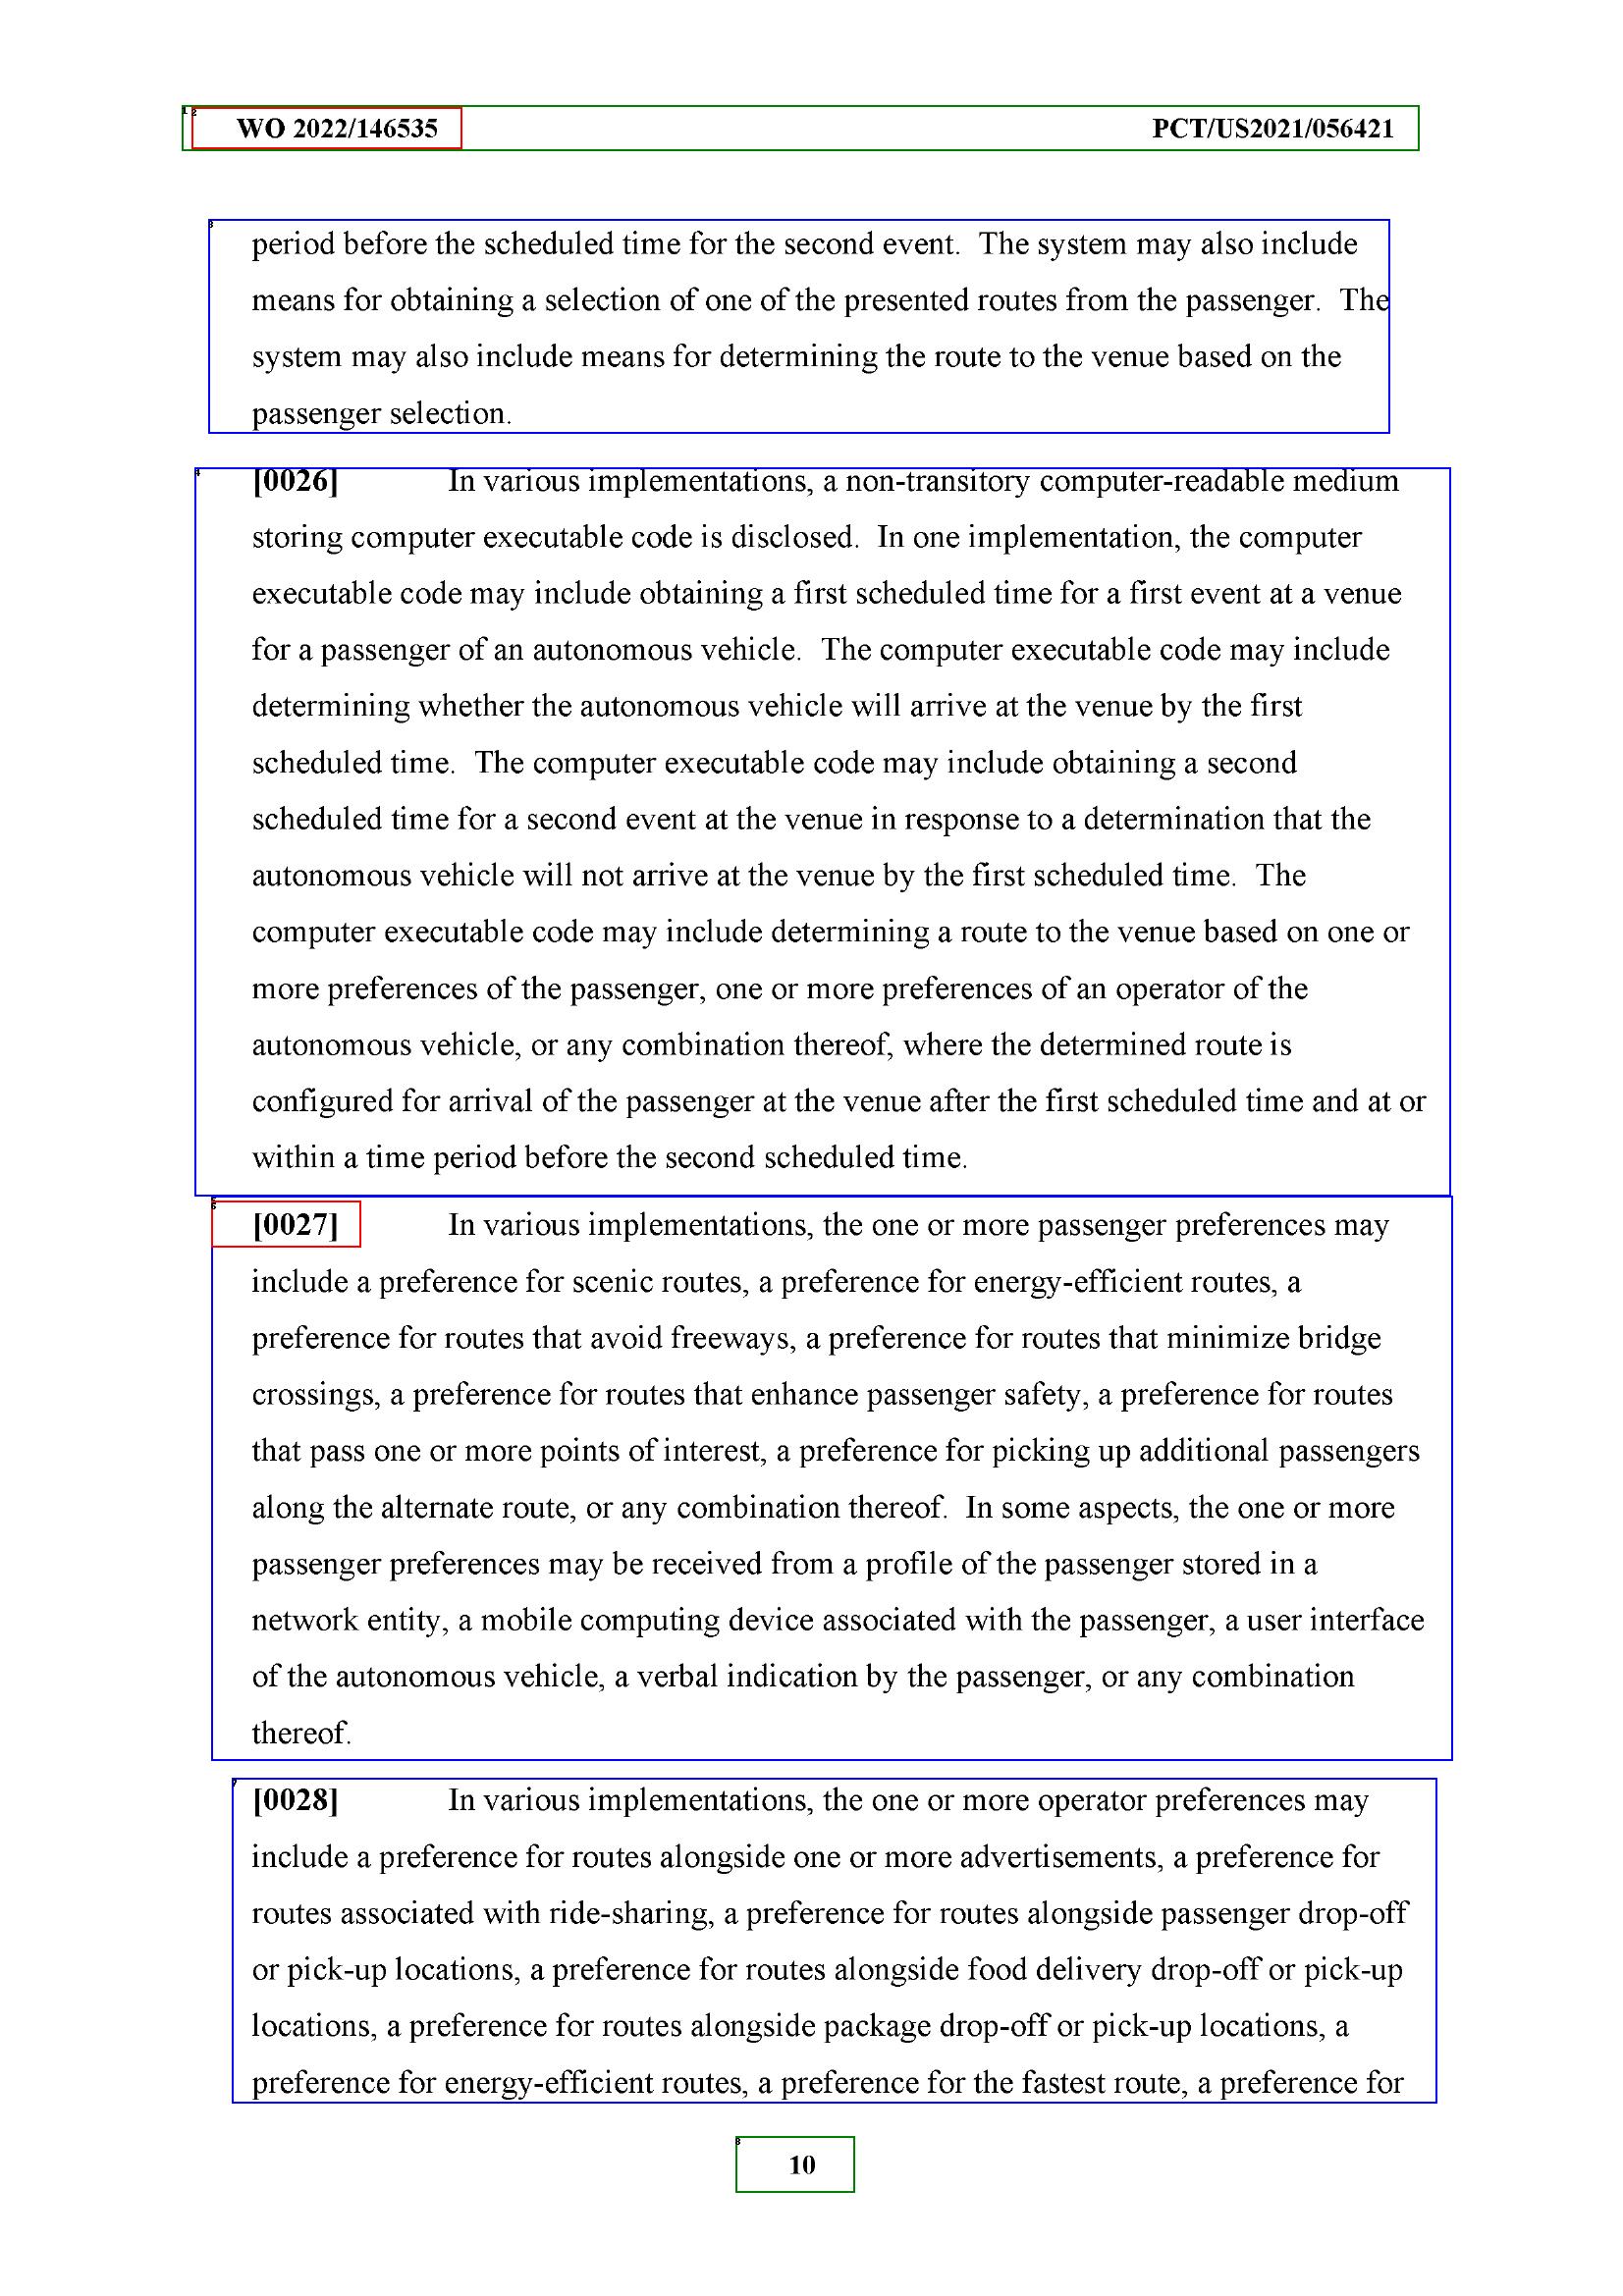 WO 2022/146535 PCT/US2021/056421
period before the scheduled time for the second event. The system may also include
means for obtaining a selection of one of the presented routes from the passenger. The
system may also include means for determining the route to the venue based on the
passenger selection.
[0026] In various implementations, a non-transitory computer-readable medium
storing computer executable code is disclosed. In one implementation, the computer
executable code may include obtaining a first scheduled time for a first event at a venue
for a passenger of an autonomous vehicle. The computer executable code may include
determining whether the autonomous vehicle will arrive at the venue by the first
scheduled time. The computer executable code may include obtaining a second
scheduled time for a second event at the venue in response to a determination that the
autonomous vehicle will not arrive at the venue by the first scheduled time. The
computer executable code may include determining a route to the venue based on one or
more preferences of the passenger, one or more preferences of an operator of the
autonomous vehicle, or any combination thereof, where the determined route is
configured for arrival of the passenger at the venue after the first scheduled time and at or
within a time period before the second scheduled time.
[0027] In various implementations, the one or more passenger preferences may
include a preference for scenic routes, a preference for energy-efficient routes, a
preference for routes that avoid freeways, a preference for routes that minimize bridge
crossings, a preference for routes that enhance passenger safety, a preference for routes
that pass one or more points of interest, a preference for picking up additional passengers
along the alternate route, or any combination thereof. In some aspects, the one or more
passenger preferences may be received from a profile of the passenger stored in a
network entity, a mobile computing device associated with the passenger, a user interface
of the autonomous vehicle, a verbal indication by the passenger, or any combination
thereof.
[0028] In various implementations, the one or more operator preferences may
include a preference for routes alongside one or more advertisements, a preference for
routes associated with ride-sharing, a preference for routes alongside passenger drop-off
or pick-up locations, a preference for routes alongside food delivery drop-off or pick-up
locations, a preference for routes alongside package drop-off or pick-up locations, a
preference for energy-efficient routes, a preference for the fastest route, a preference for
10